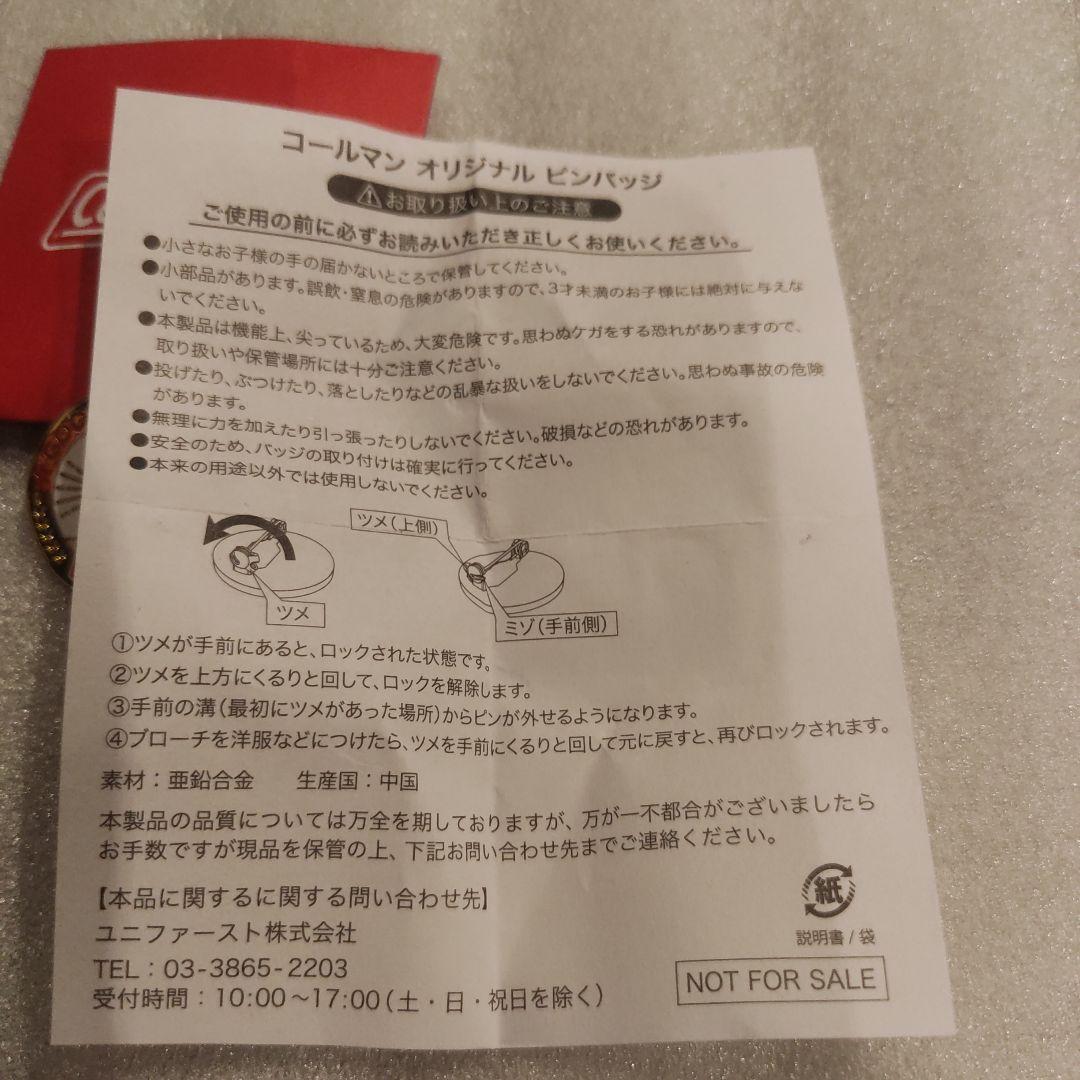 コールマン オリジナル ピンバッジ
お取り扱い上のご注意
ご使用の前に必ずお読みいただき正しくお使いください。
●小さなお子様の手の届かないところで保管してください。
●小部品があります。誤飲・窒息の危険がありますので、3才未満のお子様には絶対に与えな
いでください。
●本製品は機能上、尖っているため、大変危険です。思わぬケガをする恐れがありますので、
取り扱いや保管場所には十分ご注意ください。
●投げたり、ぶつけたり、落としたりなどの乱暴な扱いをしないでください。思わぬ事故の危険
があります。
●無理に力を加えたり引っ張ったりしないでください。破損などの恐れがあります。
●安全のため、バッジの取り付けは確実に行ってください。
●本来の用途以外では使用しないでください。
ツメ(上側)
ツメ
ミゾ(手前側)
①ツメが手前にあると、ロックされた状態です。
②ツメを上方にくるりと回して、ロックを解除します。
③手前の溝(最初にツメがあった場所)からピンが外せるようになります。
④ブローチを洋服などにつけたら、ツメを手前にくるりと回して元に戻すと、再びロックされます。
素材:亜鉛合金 生産国:中国
本製品の品質については万全を期しておりますが、万が一不都合がございましたら
お手数ですが現品を保管の上、下記お問い合わせ先までご連絡ください。
【本品に関するに関する問い合わせ先】
ユニファースト株式会社
TEL:03-3865-2203
受付時間:10:00～17:00(土・日・祝日を除く)
紙
説明書/袋
NOT FOR SALE